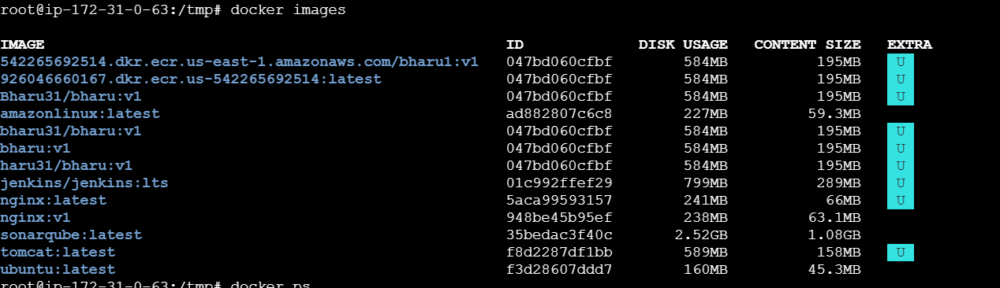 root@ip-172-31-0-63:/tmp# docker images
IMAGE ID DISK USAGE CONTENT SIZE EXTRA
542265692514.dkr.ecr.us-east-1.amazonaws.com/bharu1:v1 047bd060cfbf 584MB 195MB U
926046660167.dkr.ecr.us-542265692514:latest 047bd060cfbf 584MB 195MB U
Bharu31/bharu:v1 047bd060cfbf 584MB 195MB U
amazonlinux:latest ad882807c6c8 227MB 59.3MB
bharu31/bharu:v1 047bd060cfbf 584MB 195MB U
bharu:v1 047bd060cfbf 584MB 195MB U
haru31/bharu:v1 047bd060cfbf 584MB 195MB U
jenkins/jenkins:lts 01c992ffef29 799MB 289MB U
nginx:latest 5aca99593157 241MB 66MB U
nginx:v1 948be45b95ef 238MB 63.1MB
sonarqube:latest 35bedac3f40c 2.52GB 1.08GB
tomcat:latest f8d2287df1bb 589MB 158MB U
ubuntu:latest f3d28607ddd7 160MB 45.3MB
root@ip-172-31-0-63:/tmp# docker ps